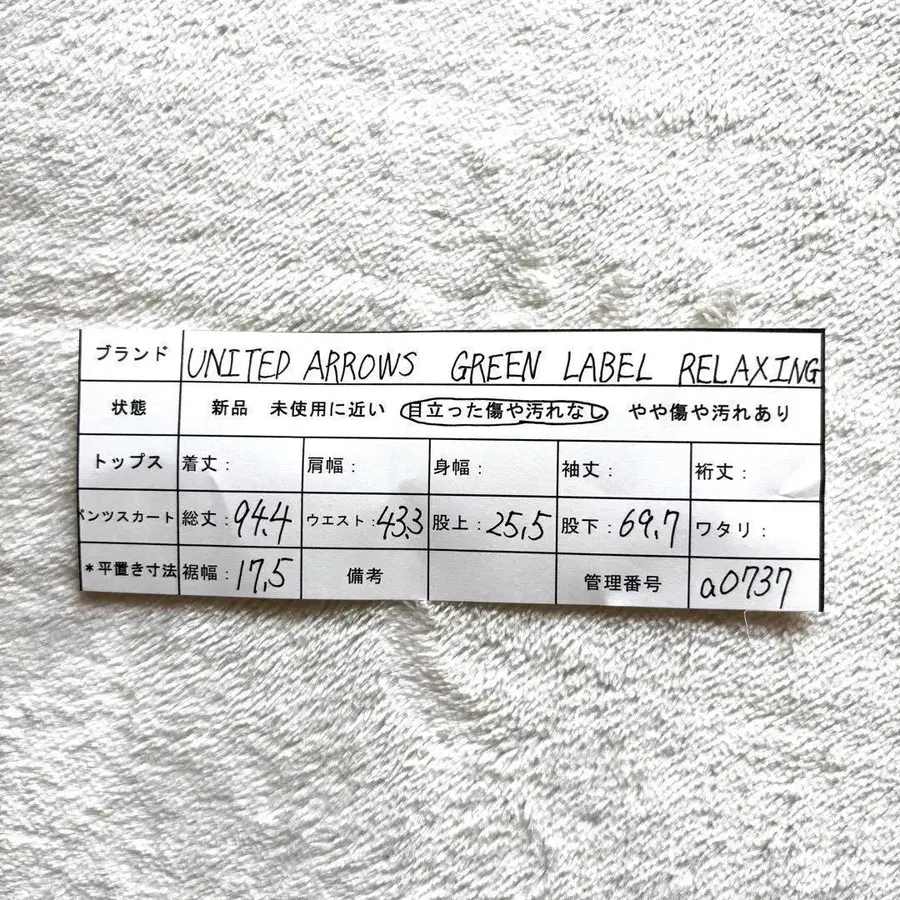 ブランド UNITED ARROWS GREEN LABEL RELAXING
状態 新品 未使用に近い 目立った傷や汚れなし やや傷や汚れあり
トップス 着丈: 肩幅: 身幅: 袖丈: 裄丈:
パンツスカート 総丈: 94.4 ウエスト: 43.3 股上: 25.5 股下: 69.7 ワタリ:
*平置き寸法 裾幅: 17.5 備考 管理番号 a0737